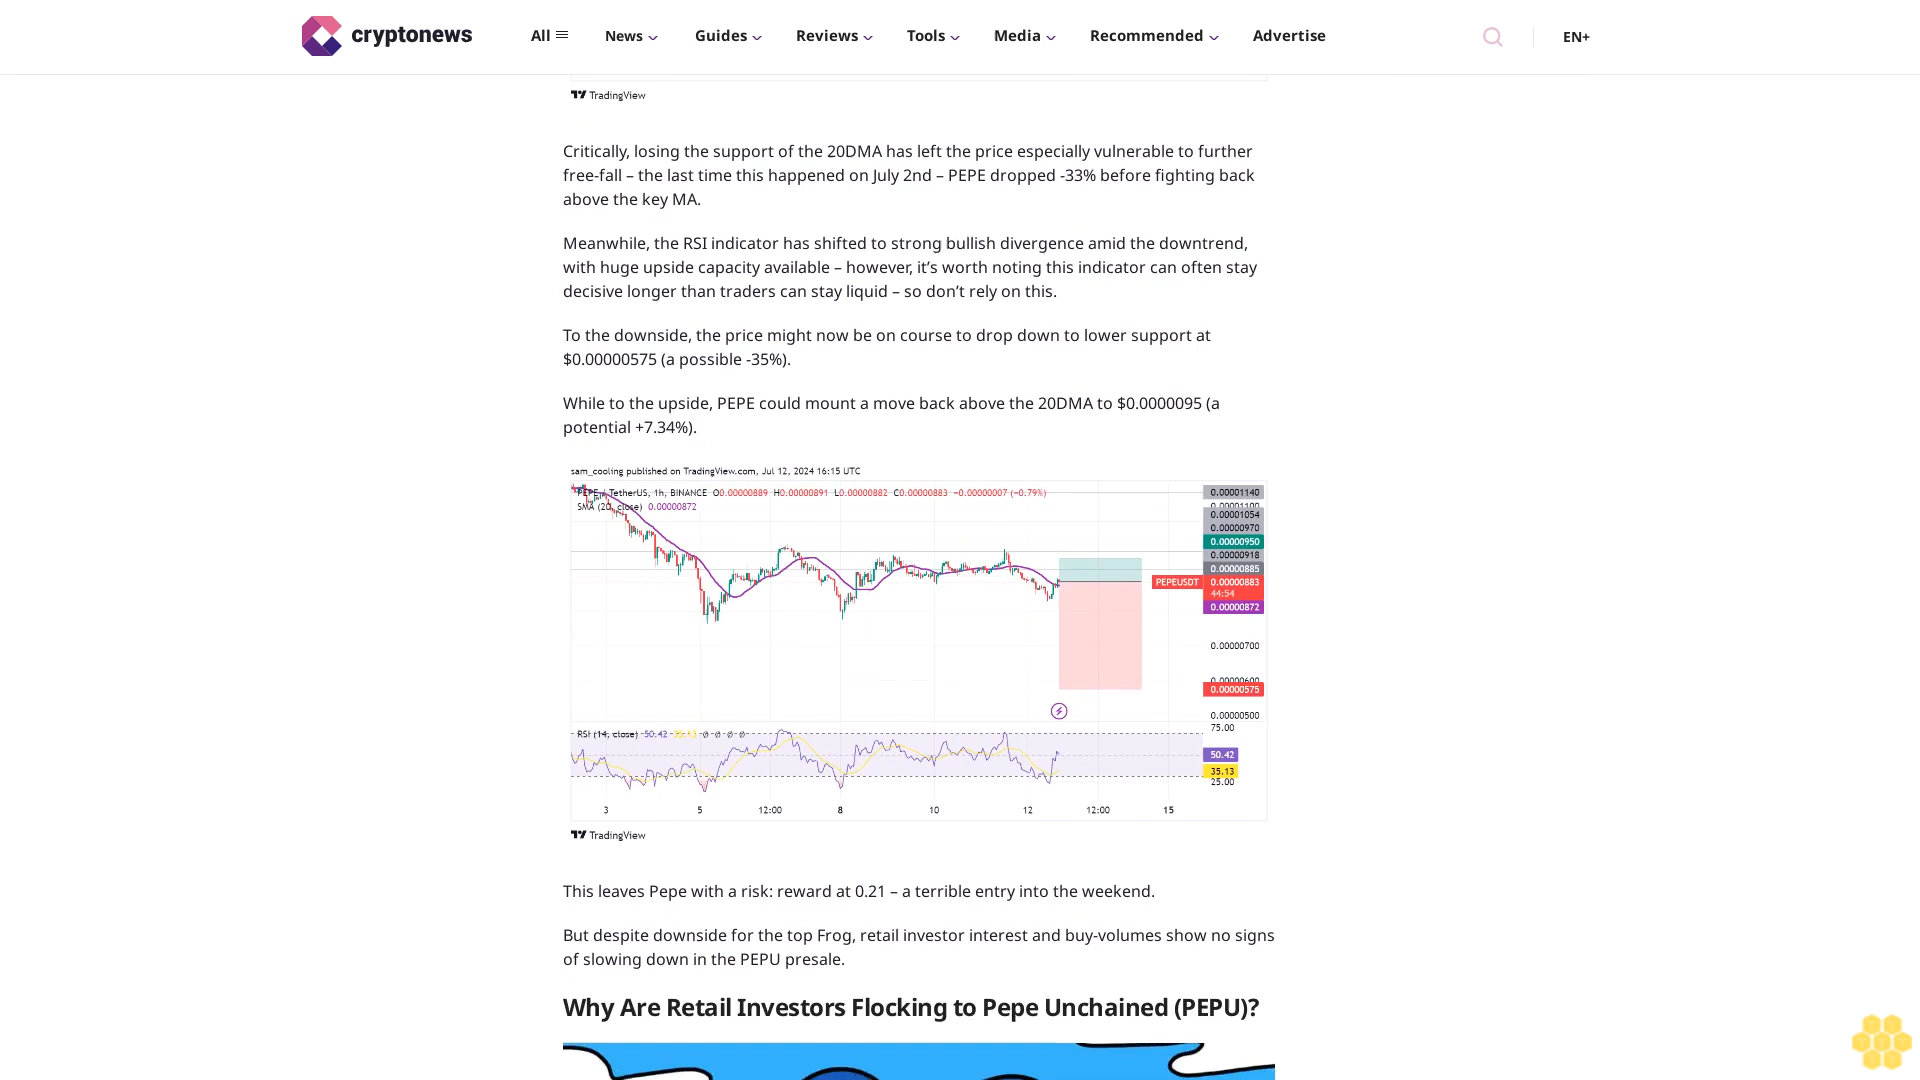 cryptonews
All
News
Guides
Reviews
Tools
Media
Recommended
Advertise
EN+
TradingView
Critically, losing the support of the 20DMA has left the price especially vulnerable to further
free-fall – the last time this happened on July 2nd – PEPE dropped -33% before fighting back
above the key MA.
Meanwhile, the RSI indicator has shifted to strong bullish divergence amid the downtrend,
with huge upside capacity available – however, it’s worth noting this indicator can often stay
decisive longer than traders can stay liquid – so don’t rely on this.
To the downside, the price might now be on course to drop down to lower support at
$0.00000575 (a possible -35%).
While to the upside, PEPE could mount a move back above the 20DMA to $0.0000095 (a
potential +7.34%).
sam_cooling published on TradingView.com, Jul 12, 2024 16:15 UTC
PEPE / TetherUS, 1h, BINANCE O0.00000889 H0.00000891 L0.00000882 C0.00000883 −0.00000007 (−0.79%)
SMA (20, close) 0.00000872
0.00001140
0.00001100
0.00001054
0.00000970
0.00000950
0.00000918
0.00000885
PEPEUSDT 0.00000883
44:54
0.00000872
0.00000700
0.00000600
0.00000575
0.00000500
75.00
RSI (14, close) 50.42 35.13 ∅ ∅ ∅ ∅
50.42
35.13
25.00
3 5 12:00 8 10 12 12:00 15
TradingView
This leaves Pepe with a risk: reward at 0.21 – a terrible entry into the weekend.
But despite downside for the top Frog, retail investor interest and buy-volumes show no signs
of slowing down in the PEPU presale.
Why Are Retail Investors Flocking to Pepe Unchained (PEPU)?